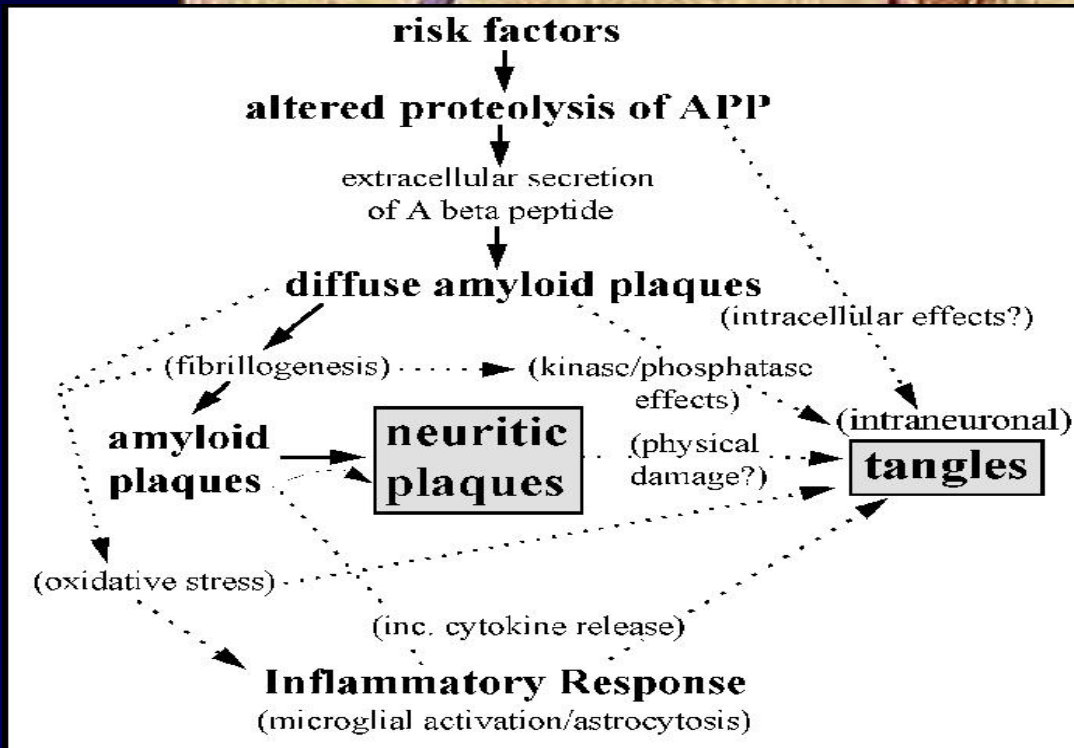 risk factors
altered proteolysis of APP
extracellular secretion
of A beta peptide
diffuse amyloid plaques
(intracellular effects?)
(fibrillogenesis)
(kinase/phosphatase
effects)
(intraneuronal)
amyloid
plaques
neuritic
plaques
(physical
damage?)
tangles
(oxidative stress)
(inc. cytokine release)
Inflammatory Response
(microglial activation/astrocytosis)